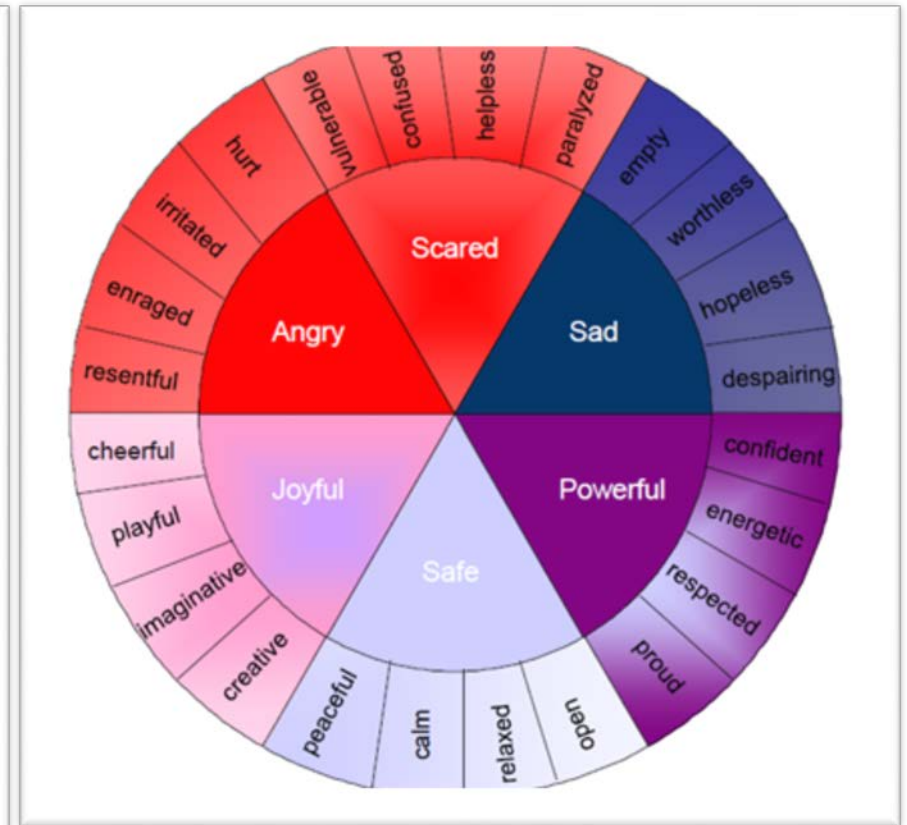 vulnerable
confused
helpless
paralyzed
empty
worthless
hopeless
despairing
confident
energetic
respected
proud
open
relaxed
calm
peaceful
creative
imaginative
playful
cheerful
resentful
enraged
irritated
hurt
Scared
Sad
Powerful
Safe
Joyful
Angry